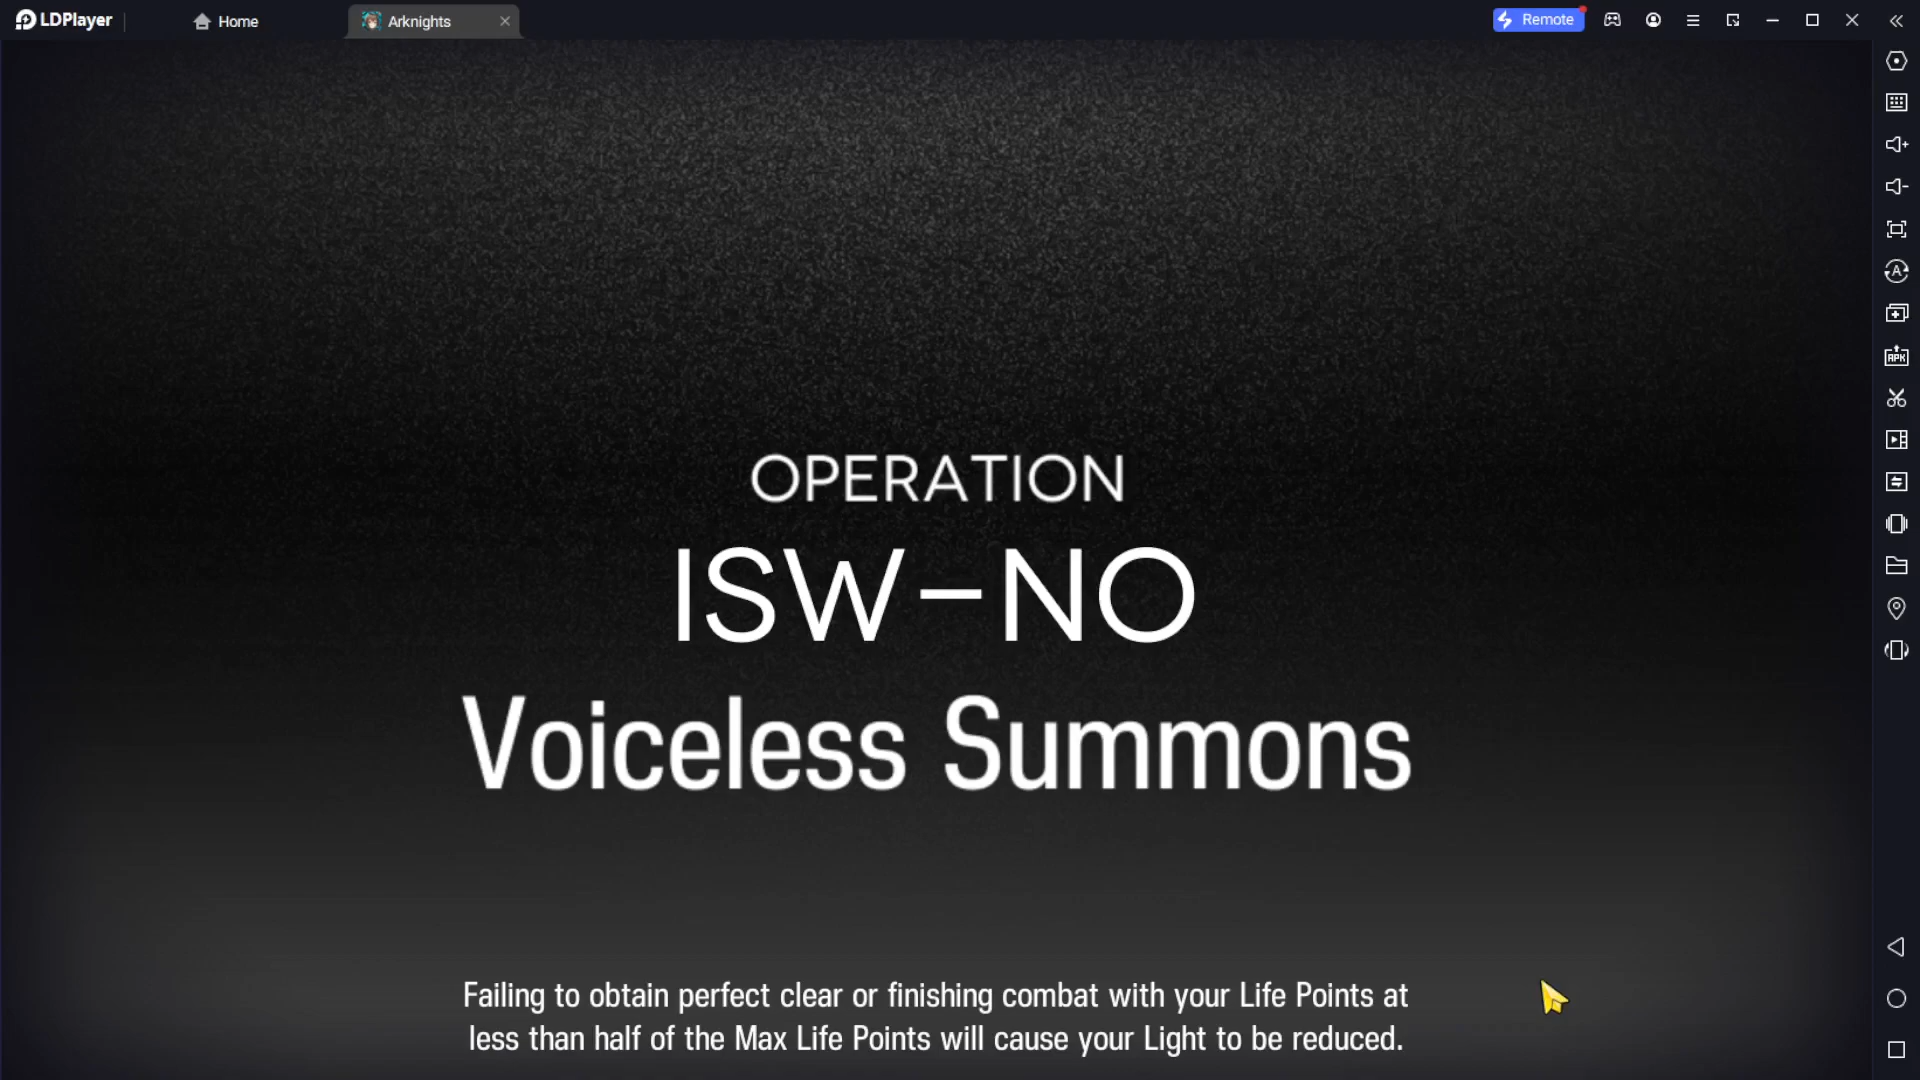 LDPlayer
Home
Arknights
Remote
OPERATION
ISW-NO
Voiceless Summons
Failing to obtain perfect clear or finishing combat with your Life Points at
less than half of the Max Life Points will cause your Light to be reduced.
A
APK